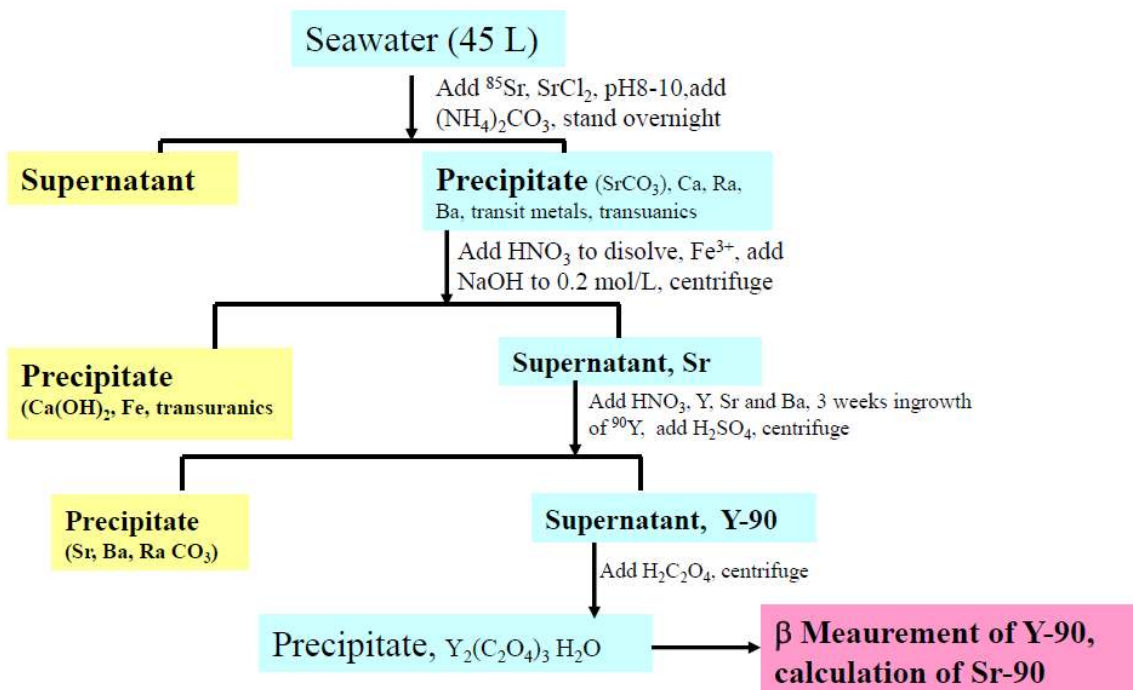 Seawater (45 L)
Add ⁸⁵Sr, SrCl₂, pH8-10,add
(NH₄)₂CO₃, stand overnight
Supernatant
Precipitate (SrCO₃), Ca, Ra,
Ba, transit metals, transuanics
Add HNO₃ to disolve, Fe³⁺, add
NaOH to 0.2 mol/L, centrifuge
Precipitate
(Ca(OH)₂, Fe, transuranics
Supernatant, Sr
Add HNO₃, Y, Sr and Ba, 3 weeks ingrowth
of ⁹⁰Y, add H₂SO₄, centrifuge
Precipitate
(Sr, Ba, Ra CO₃)
Supernatant, Y-90
Add H₂C₂O₄, centrifuge
Precipitate, Y₂(C₂O₄)₃ H₂O
β Meaurement of Y-90,
calculation of Sr-90